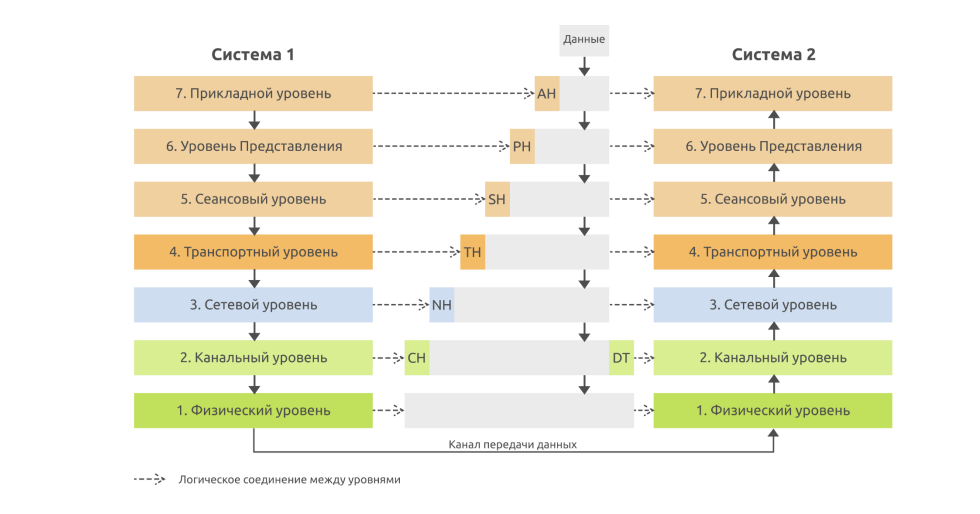 Данные
Система 1
Система 2
7. Прикладной уровень
AH
7. Прикладной уровень
6. Уровень Представления
PH
6. Уровень Представления
5. Сеансовый уровень
SH
5. Сеансовый уровень
4. Транспортный уровень
TH
4. Транспортный уровень
3. Сетевой уровень
NH
3. Сетевой уровень
2. Канальный уровень
CH
DT
2. Канальный уровень
1. Физический уровень
1. Физический уровень
Канал передачи данных
Логическое соединение между уровнями